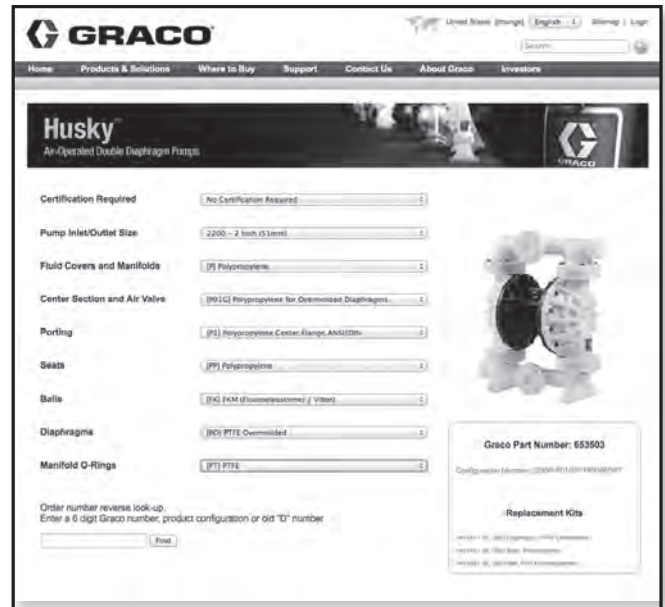 United States [change] English Sitemap | Login
GRACO
Search
Home Products & Solutions Where to Buy Support Contact Us About Graco Investors
Husky™
Air-Operated Double Diaphragm Pumps
GRACO
Certification Required No Certification Required
Pump Inlet/Outlet Size 2200 – 2 Inch (51mm)
Fluid Covers and Manifolds [P] Polypropylene
Center Section and Air Valve [P01G] Polypropylene for Overmolded Diaphragms
Porting [P1] Polypropylene Center Flange, ANSI/DIN
Seats [PP] Polypropylene
Balls [FK] FKM (Fluoroelastomer / Viton)
Diaphragms [BO] PTFE Overmolded
Manifold O-Rings [PT] PTFE
Graco Part Number: 653503
Configuration Number:
Replacement Kits
Order number reverse look-up.
Enter a 6 digit Graco number, product configuration or old "D" number
Find